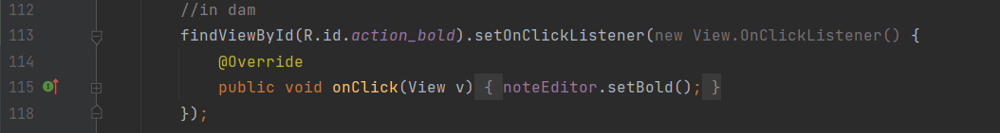 112 //in dam
113 findViewById(R.id.action_bold).setOnClickListener(new View.OnClickListener() {
114 @Override
115 public void onClick(View v) { noteEditor.setBold(); }
118 });